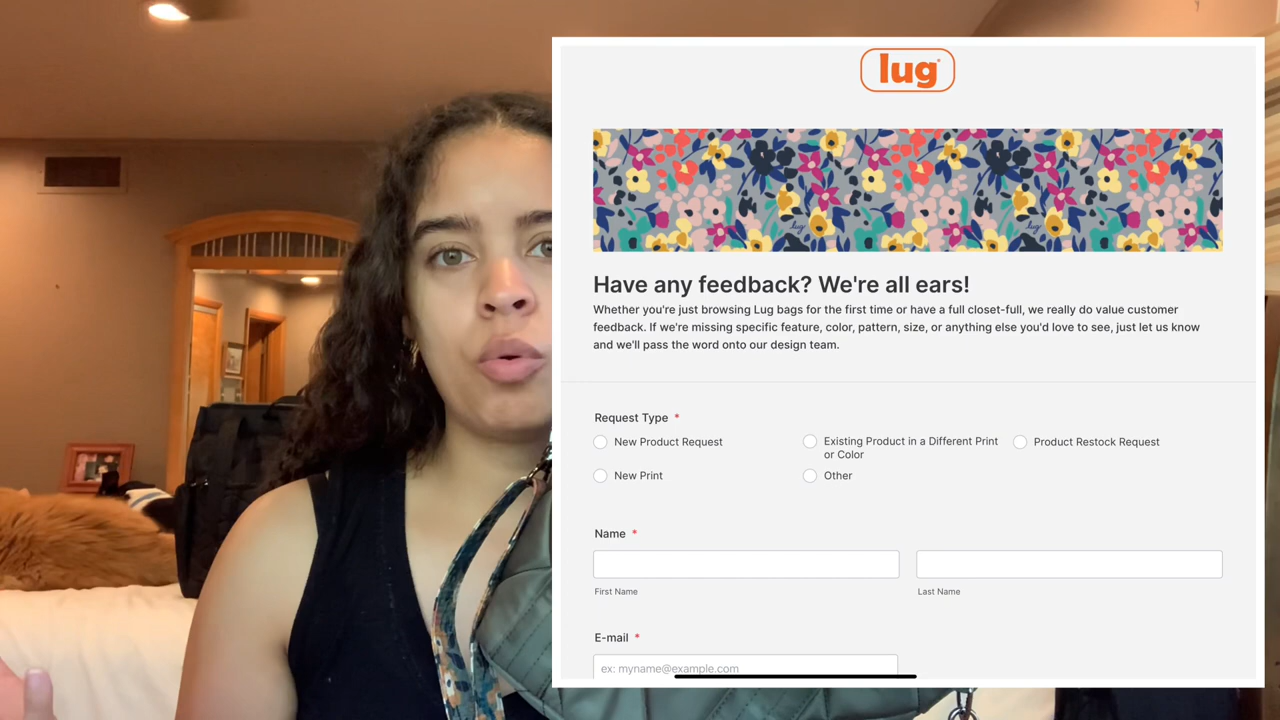 lug
Have any feedback? We're all ears!
Whether you're just browsing Lug bags for the first time or have a full closet-full, we really do value customer
feedback. If we're missing specific feature, color, pattern, size, or anything else you'd love to see, just let us know
and we'll pass the word onto our design team.
Request Type *
New Product Request
Existing Product in a Different Print
or Color
Product Restock Request
New Print
Other
Name *
First Name
Last Name
E-mail *
ex: myname@example.com